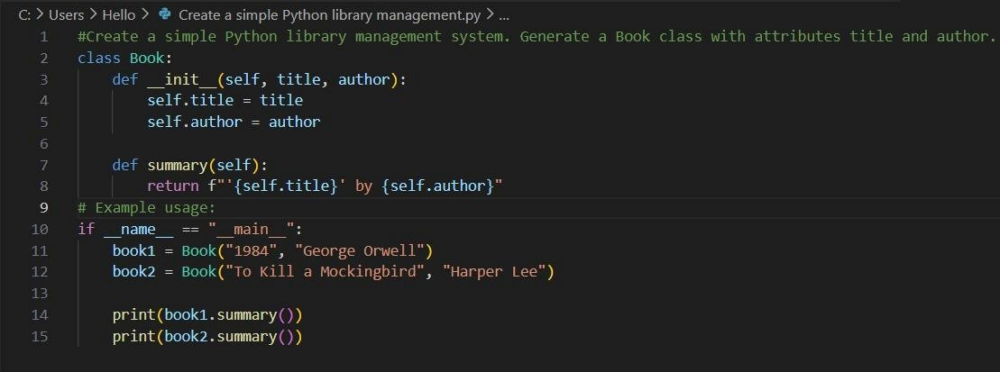 C: > Users > Hello > Create a simple Python library management.py > ...
1 #Create a simple Python library management system. Generate a Book class with attributes title and author.
2 class Book:
3     def __init__(self, title, author):
4         self.title = title
5         self.author = author
6
7     def summary(self):
8         return f"'{self.title}' by {self.author}"
9 # Example usage:
10 if __name__ == "__main__":
11     book1 = Book("1984", "George Orwell")
12     book2 = Book("To Kill a Mockingbird", "Harper Lee")
13
14     print(book1.summary())
15     print(book2.summary())